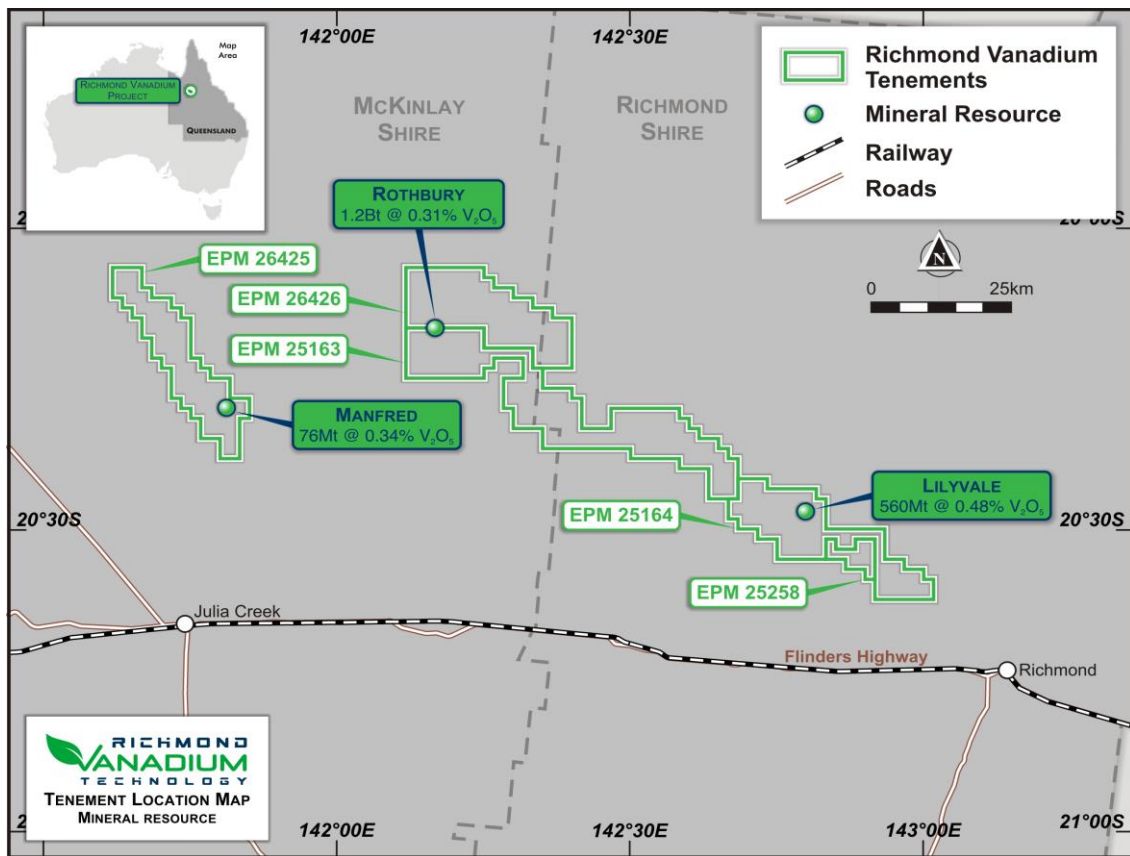 142°00E
142°30E
Map
Area
RICHMOND VANADIUM
PROJECT
QUEENSLAND
MCKINLAY
SHIRE
RICHMOND
SHIRE
Richmond Vanadium
Tenements
Mineral Resource
Railway
Roads
ROTHBURY
1.2Bt @ 0.31% V₂O₅
20°00S
EPM 26425
EPM 26426
EPM 25163
N
0
25km
MANFRED
76Mt @ 0.34% V₂O₅
LILYVALE
560Mt @ 0.48% V₂O₅
20°30S
20°30S
EPM 25164
EPM 25258
Julia Creek
Flinders Highway
Richmond
RICHMOND
VANADIUM
TECHNOLOGY
TENEMENT LOCATION MAP
MINERAL RESOURCE
142°00E
142°30E
143°00E
21°00S